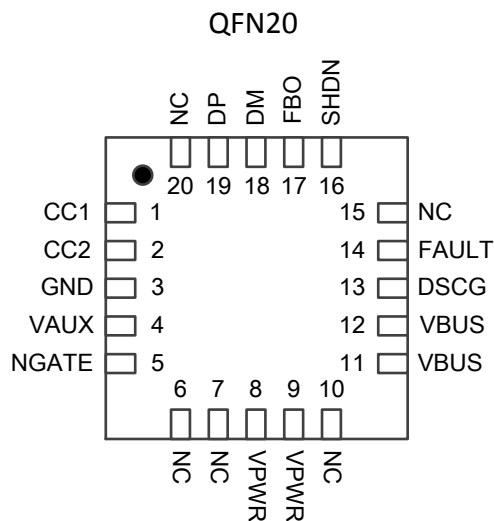 QFN20
NC DP DM FBO SHDN
20 19 18 17 16
CC1 1 15 NC
CC2 2 14 FAULT
GND 3 13 DSCG
VAUX 4 12 VBUS
NGATE 5 11 VBUS
6 7 8 9 10
NC NC VPWR VPWR NC